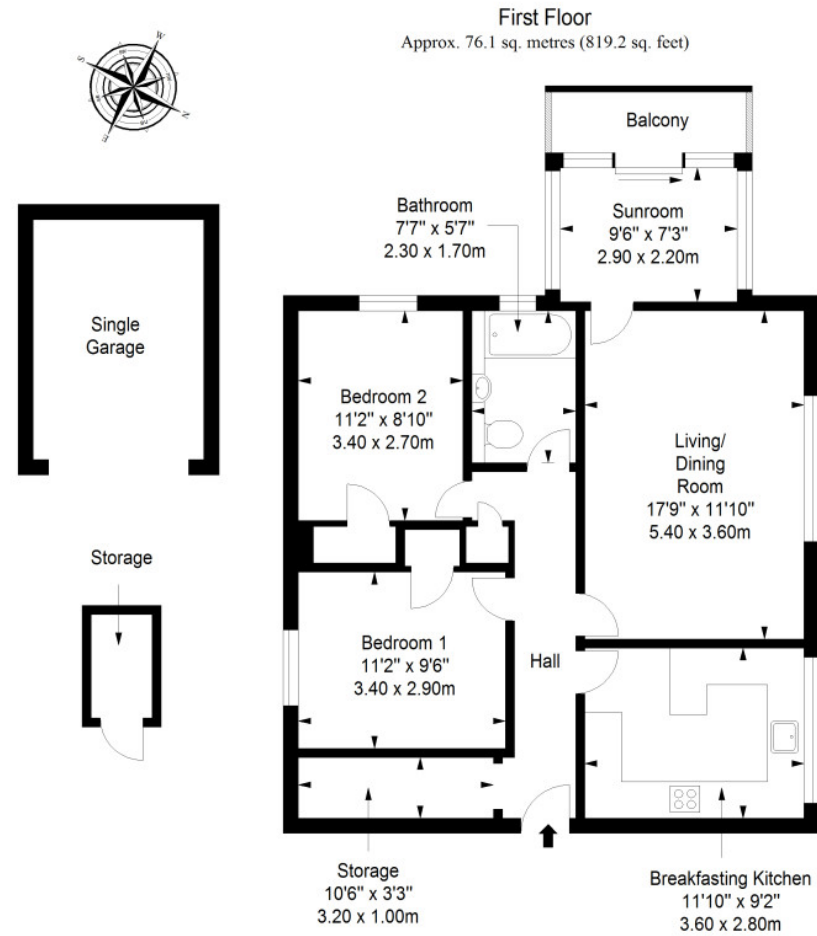 First Floor
Approx. 76.1 sq. metres (819.2 sq. feet)
W
S
N
E
Balcony
Bathroom
7'7" x 5'7"
2.30 x 1.70m
Sunroom
9'6" x 7'3"
2.90 x 2.20m
Single
Garage
Bedroom 2
11'2" x 8'10"
3.40 x 2.70m
Living/
Dining
Room
17'9" x 11'10"
5.40 x 3.60m
Storage
Bedroom 1
11'2" x 9'6"
3.40 x 2.90m
Hall
Storage
10'6" x 3'3"
3.20 x 1.00m
Breakfasting Kitchen
11'10" x 9'2"
3.60 x 2.80m